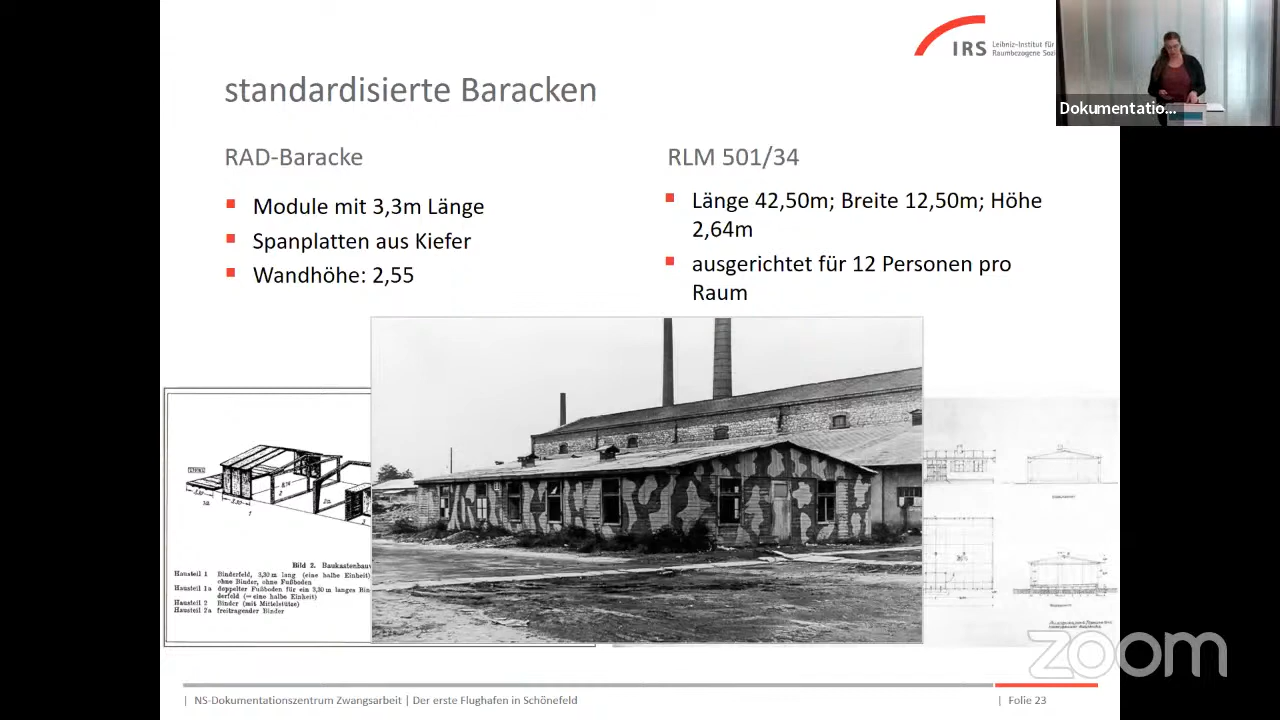 IRS Leibniz-Institut für
Raumbezogene Sozi
Dokumentatio...
standardisierte Baracken
RAD-Baracke
Module mit 3,3m Länge
Spanplatten aus Kiefer
Wandhöhe: 2,55
RLM 501/34
Länge 42,50m; Breite 12,50m; Höhe
2,64m
ausgerichtet für 12 Personen pro
Raum
Bild 2. Baukastenbau
Hausteil 1 Binderfeld, 3,30 m lang (eine halbe Einheit)
ohne Binder, ohne Fußboden
Hausteil 1a doppelter Fußboden für ein 3,30 m langes Bin
derfeld (= eine halbe Einheit)
Hausteil 2 Binder (mit Mittelstütze)
Hausteil 2a freitragender Binder
zoom
| NS-Dokumentationszentrum Zwangsarbeit | Der erste Flughafen in Schönefeld
| Folie 23